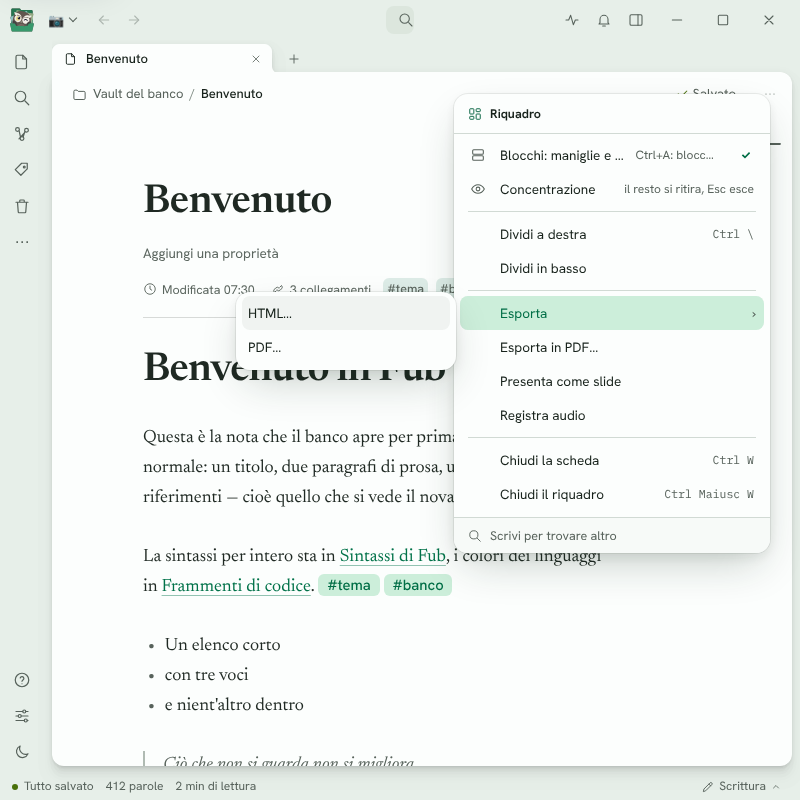 Benvenuto
Vault del banco / Benvenuto
Salvato
Riquadro
Blocchi: maniglie e ... Ctrl+A: blocc...
Concentrazione il resto si ritira, Esc esce
Dividi a destra Ctrl \
Dividi in basso
Esporta
Esporta in PDF...
Presenta come slide
Registra audio
Chiudi la scheda Ctrl W
Chiudi il riquadro Ctrl Maiusc W
Scrivi per trovare altro
HTML...
PDF...
Benvenuto
Aggiungi una proprietà
Modificata 07:30 3 collegamenti #tema
Benvenuto in Fub
Questa è la nota che il banco apre per prima
normale: un titolo, due paragrafi di prosa,
riferimenti — cioè quello che si vede il
La sintassi per intero sta in Sintassi di Fub, i colori dei linguaggi
in Frammenti di codice. #tema #banco
• Un elenco corto
• con tre voci
• e nient'altro dentro
Ciò che non si guarda non si migliora
Tutto salvato 412 parole 2 min di lettura
Scrittura